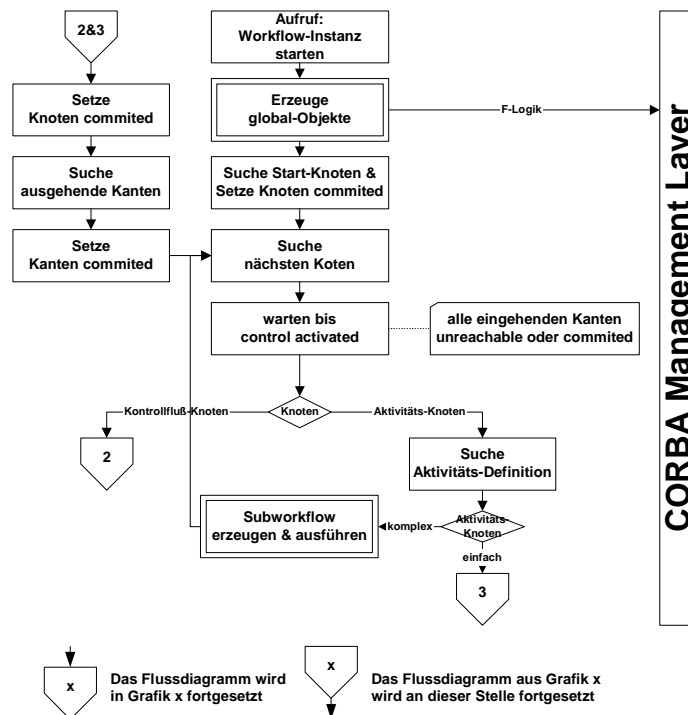 2&3
Setze
Knoten commited
Suche
ausgehende Kanten
Setze
Kanten commited
Aufruf:
Workflow-Instanz
starten
Erzeuge
global-Objekte
F-Logik
Suche Start-Knoten &
Setze Knoten commited
Suche
nächsten Koten
warten bis
control activated
alle eingehenden Kanten
unreachable oder commited
Kontrollfluß-Knoten
Knoten
Aktivitäts-Knoten
2
Suche
Aktivitäts-Definition
Subworkflow
erzeugen & ausführen
komplex
Aktivitäts-
Knoten
einfach
3
CORBA Management Layer
x
Das Flussdiagramm wird
in Grafik x fortgesetzt
x
Das Flussdiagramm aus Grafik x
wird an dieser Stelle fortgesetzt